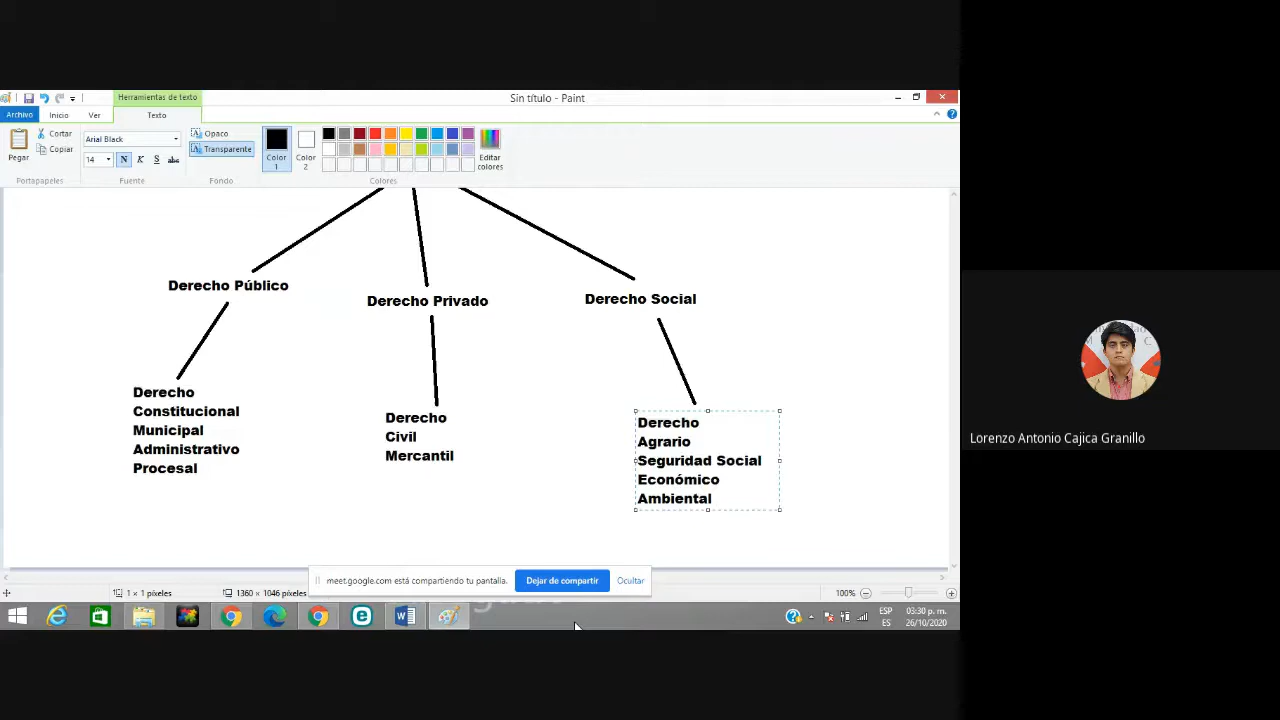 Herramientas de texto
Sin título - Paint
Archivo Inicio Ver Texto
Pegar
Cortar
Copiar
Portapapeles
Arial Black
14 N K S abc
Fuente
Opaco
Transparente
Fondo
Color 1
Color 2
Editar colores
Colores
Derecho Público
Derecho Privado
Derecho Social
Derecho
Constitucional
Municipal
Administrativo
Procesal
Derecho
Civil
Mercantil
Derecho
Agrario
Seguridad Social
Económico
Ambiental
Lorenzo Antonio Cajica Granillo
meet.google.com está compartiendo tu pantalla.
Dejar de compartir
Ocultar
1 × 1 píxeles
1360 × 1046 píxeles
100%
ESP
ES
03:30 p. m.
26/10/2020